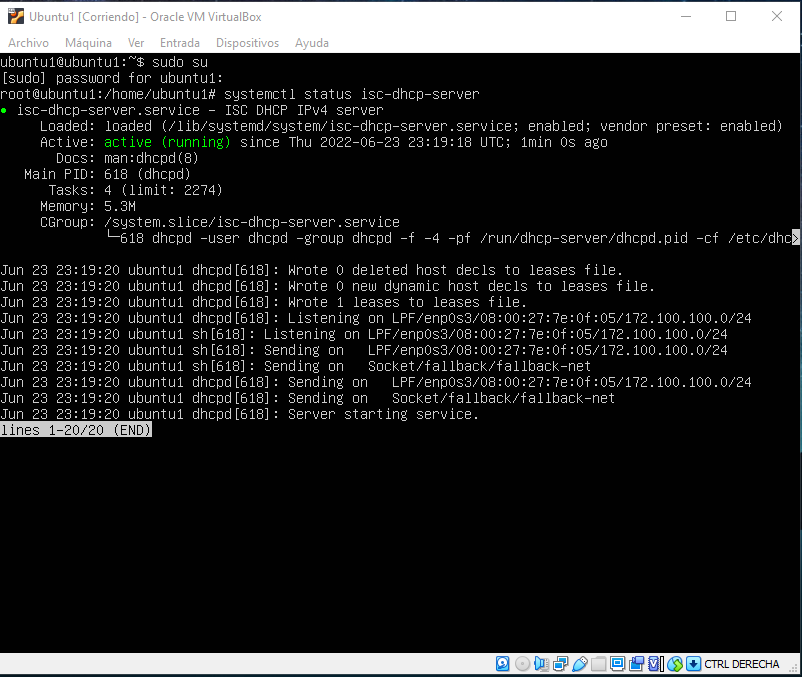 Ubuntu1 [Corriendo] - Oracle VM VirtualBox
Archivo Máquina Ver Entrada Dispositivos Ayuda
ubuntu1@ubuntu1:~$ sudo su
[sudo] password for ubuntu1:
root@ubuntu1:/home/ubuntu1# systemctl status isc-dhcp-server
● isc-dhcp-server.service - ISC DHCP IPv4 server
     Loaded: loaded (/lib/systemd/system/isc-dhcp-server.service; enabled; vendor preset: enabled)
     Active: active (running) since Thu 2022-06-23 23:19:18 UTC; 1min 0s ago
       Docs: man:dhcpd(8)
   Main PID: 618 (dhcpd)
      Tasks: 4 (limit: 2274)
     Memory: 5.3M
     CGroup: /system.slice/isc-dhcp-server.service
             └─618 dhcpd -user dhcpd -group dhcpd -f -4 -pf /run/dhcp-server/dhcpd.pid -cf /etc/dhc>
Jun 23 23:19:20 ubuntu1 dhcpd[618]: Wrote 0 deleted host decls to leases file.
Jun 23 23:19:20 ubuntu1 dhcpd[618]: Wrote 0 new dynamic host decls to leases file.
Jun 23 23:19:20 ubuntu1 dhcpd[618]: Wrote 1 leases to leases file.
Jun 23 23:19:20 ubuntu1 dhcpd[618]: Listening on LPF/enp0s3/08:00:27:7e:0f:05/172.100.100.0/24
Jun 23 23:19:20 ubuntu1 sh[618]: Listening on LPF/enp0s3/08:00:27:7e:0f:05/172.100.100.0/24
Jun 23 23:19:20 ubuntu1 sh[618]: Sending on   LPF/enp0s3/08:00:27:7e:0f:05/172.100.100.0/24
Jun 23 23:19:20 ubuntu1 sh[618]: Sending on   Socket/fallback/fallback-net
Jun 23 23:19:20 ubuntu1 dhcpd[618]: Sending on   LPF/enp0s3/08:00:27:7e:0f:05/172.100.100.0/24
Jun 23 23:19:20 ubuntu1 dhcpd[618]: Sending on   Socket/fallback/fallback-net
Jun 23 23:19:20 ubuntu1 dhcpd[618]: Server starting service.
lines 1-20/20 (END)
CTRL DERECHA